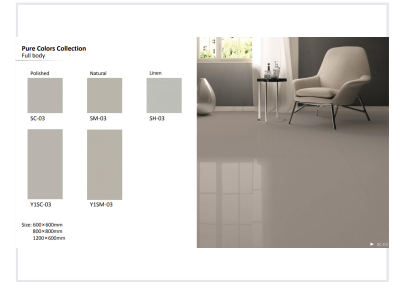 Pure Colors Collection
Full body
Polished Natural Linen
SC-03 SM-03 SH-03
Y1SC-03 Y1SM-03
Size: 600×600mm
800×800mm
1200×600mm